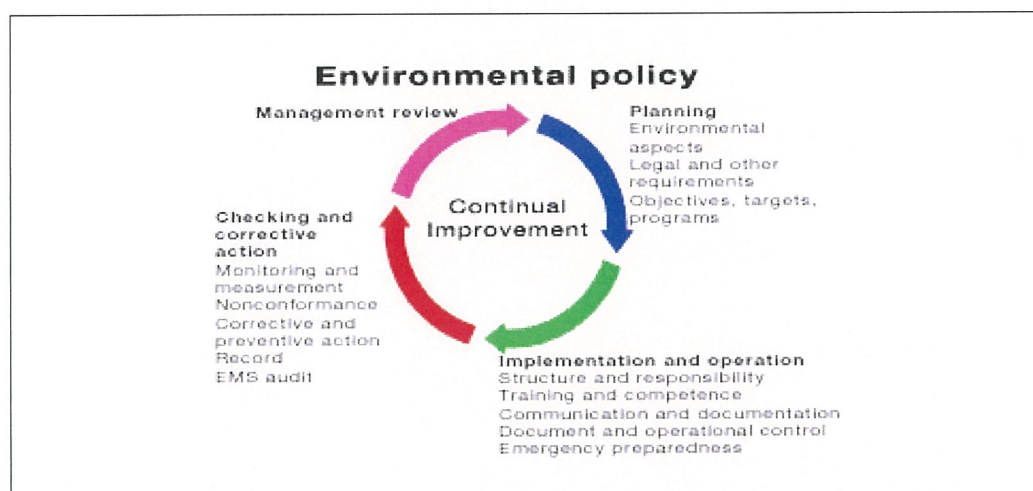 Environmental policy
Management review
Planning
Environmental
aspects
Legal and other
requirements
Objectives, targets,
programs
Continual
Improvement
Checking and
corrective
action
Monitoring and
measurement
Nonconformance
Corrective and
preventive action
Record
EMS audit
Implementation and operation
Structure and responsibility
Training and competence
Communication and documentation
Document and operational control
Emergency preparedness